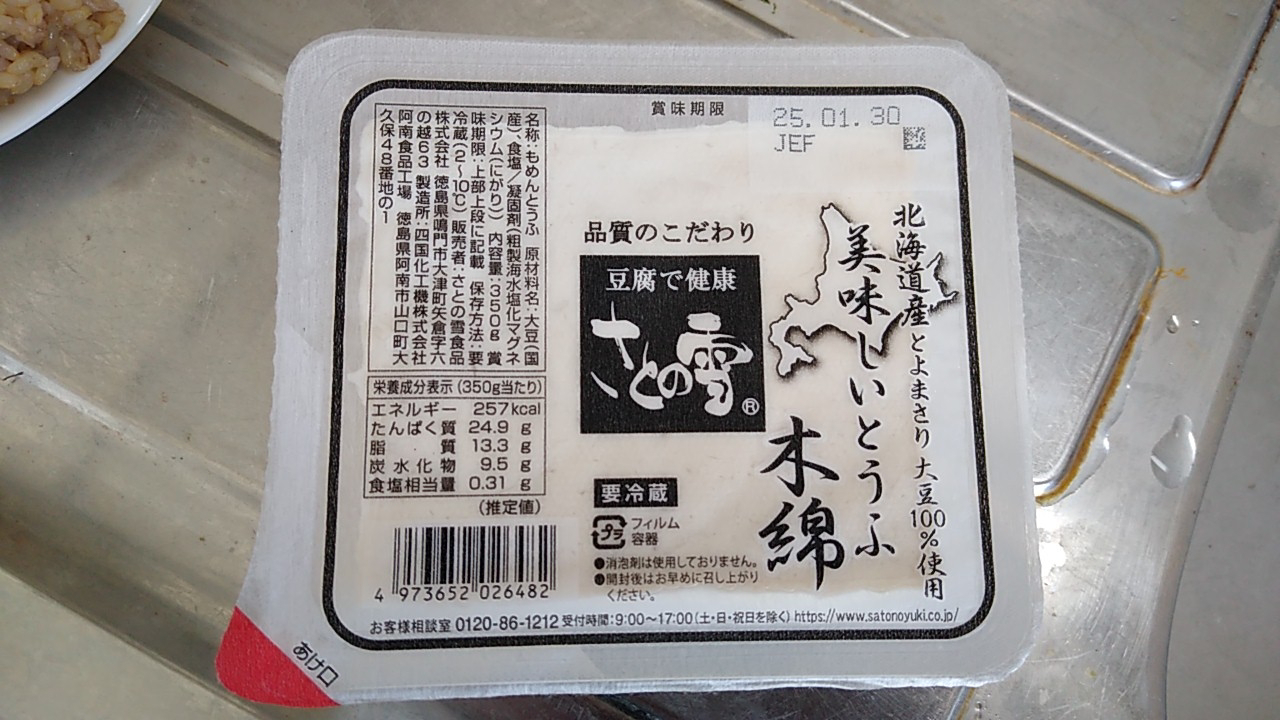 賞味期限
25.01.30
JEF
北海道産とよまさり 大豆100%使用
美味しいとうふ
木綿
品質のこだわり
豆腐で健康
さとの雪®
要冷蔵
プラ
フィルム
容器
●消泡剤は使用しておりません。
●開封後はお早めに召し上がり
ください。
名称:もめんとうふ 原材料名:大豆(国
産)、食塩/凝固剤(粗製海水塩化マグネ
シウム(にがり)) 内容量:350g 賞
味期限:上部上段に記載 保存方法:要
冷蔵(2~10℃) 販売者:さとの雪食品
株式会社 徳島県鳴門市大津町矢倉字六
の越63 製造所:四国化工機株式会社
阿南食品工場 徳島県阿南市山口町大
久保48番地の1
栄養成分表示(350g当たり)
エネルギー 257kcal
たんぱく質 24.9 g
脂質 13.3 g
炭水化物 9.5 g
食塩相当量 0.31 g
(推定値)
4 973652 026482
お客様相談室 0120-86-1212 受付時間:9:00~17:00(土・日・祝日を除く) https://www.satonoyuki.co.jp/
あけ口